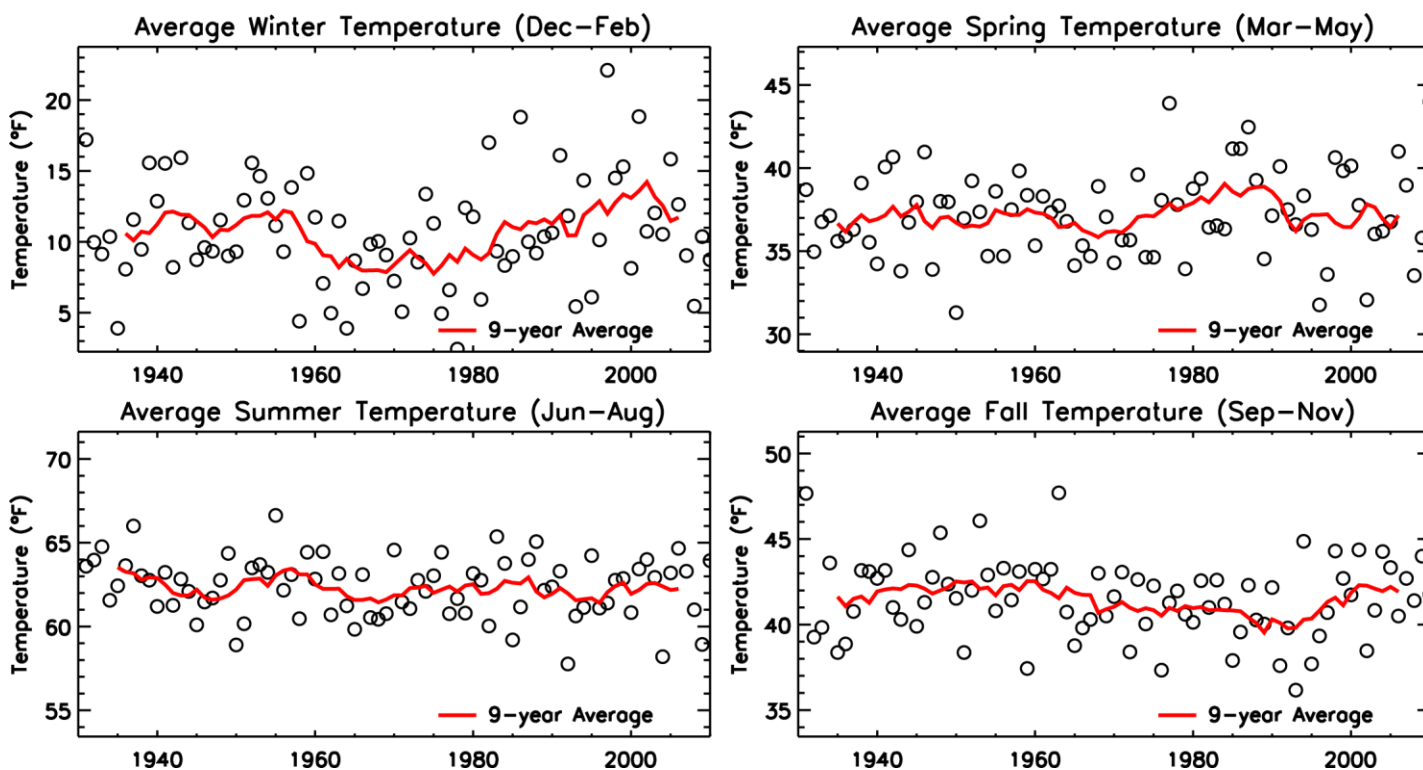 Average Winter Temperature (Dec–Feb)
Temperature (°F)
20
15
10
5
9-year Average
1940 1960 1980 2000
Average Spring Temperature (Mar–May)
Temperature (°F)
45
40
35
30
9-year Average
1940 1960 1980 2000
Average Summer Temperature (Jun–Aug)
Temperature (°F)
70
65
60
55
9-year Average
1940 1960 1980 2000
Average Fall Temperature (Sep–Nov)
Temperature (°F)
50
45
40
35
9-year Average
1940 1960 1980 2000